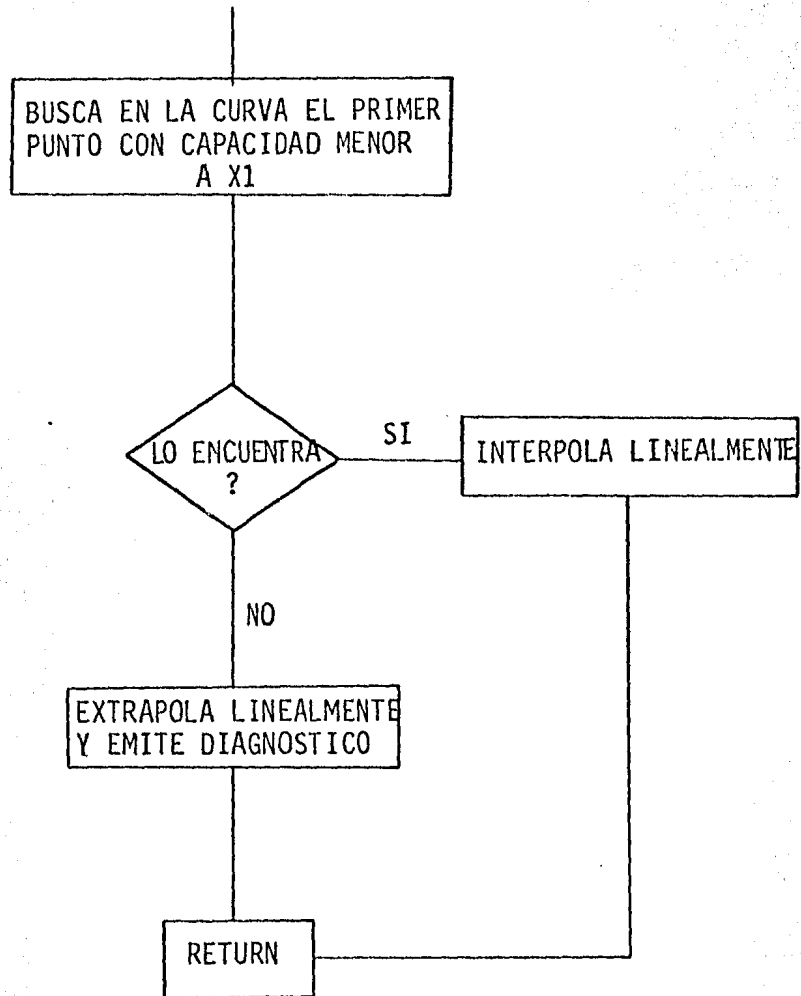 BUSCA EN LA CURVA EL PRIMER
PUNTO CON CAPACIDAD MENOR
A X1
LO ENCUENTRA
?
SI
INTERPOLA LINEALMENTE
NO
EXTRAPOLA LINEALMENTE
Y EMITE DIAGNOSTICO
RETURN